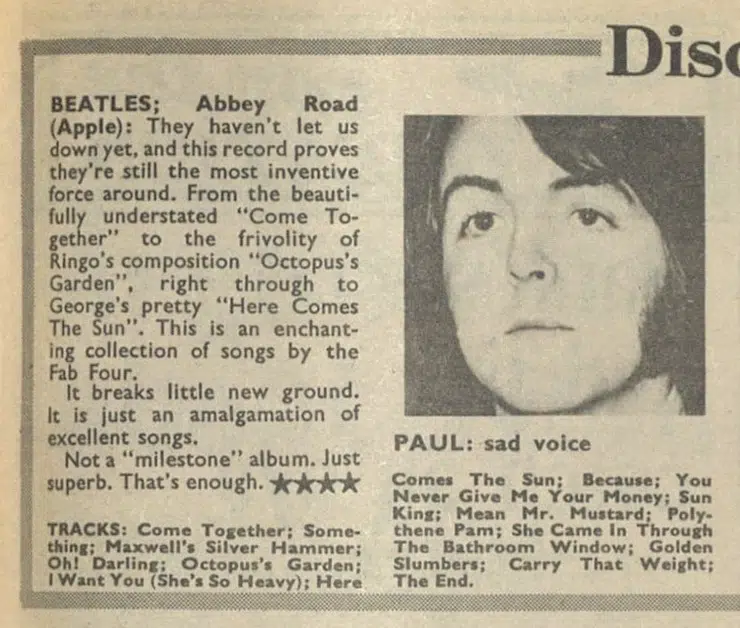 Disc
BEATLES; Abbey Road
(Apple): They haven't let us
down yet, and this record proves
they're still the most inventive
force around. From the beauti-
fully understated "Come To-
gether" to the frivolity of
Ringo's composition "Octopus's
Garden", right through to
George's pretty "Here Comes
The Sun". This is an enchant-
ing collection of songs by the
Fab Four.
It breaks little new ground.
It is just an amalgamation of
excellent songs.
Not a "milestone" album. Just
superb. That's enough. ★★★★
TRACKS: Come Together; Some-
thing; Maxwell's Silver Hammer;
Oh! Darling; Octopus's Garden;
I Want You (She's So Heavy); Here
PAUL: sad voice
Comes The Sun; Because; You
Never Give Me Your Money; Sun
King; Mean Mr. Mustard; Poly-
thene Pam; She Came In Through
The Bathroom Window; Golden
Slumbers; Carry That Weight;
The End.